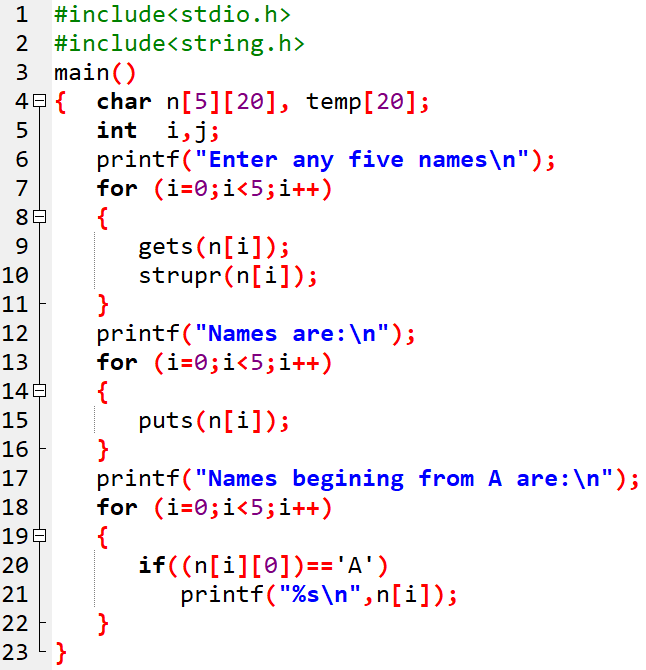 1 #include<stdio.h>
2 #include<string.h>
3 main()
4 { char n[5][20], temp[20];
5 int i,j;
6 printf("Enter any five names\n");
7 for (i=0;i<5;i++)
8 {
9 gets(n[i]);
10 strupr(n[i]);
11 }
12 printf("Names are:\n");
13 for (i=0;i<5;i++)
14 {
15 puts(n[i]);
16 }
17 printf("Names begining from A are:\n");
18 for (i=0;i<5;i++)
19 {
20 if((n[i][0])=='A')
21 printf("%s\n",n[i]);
22 }
23 }